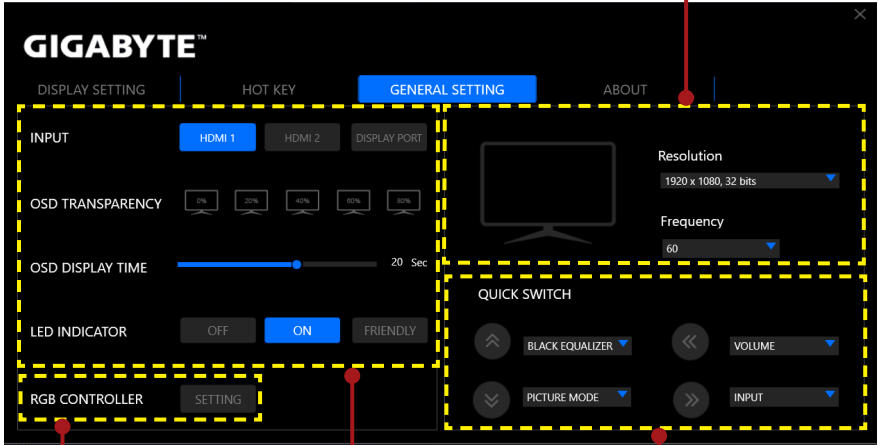 GIGABYTE™
DISPLAY SETTING HOT KEY GENERAL SETTING ABOUT
INPUT HDMI 1 HDMI 2 DISPLAY PORT
OSD TRANSPARENCY 0% 20% 40% 60% 80%
OSD DISPLAY TIME 20 Sec
LED INDICATOR OFF ON FRIENDLY
RGB CONTROLLER SETTING
Resolution
1920 x 1080, 32 bits
Frequency
60
QUICK SWITCH
BLACK EQUALIZER VOLUME
PICTURE MODE INPUT